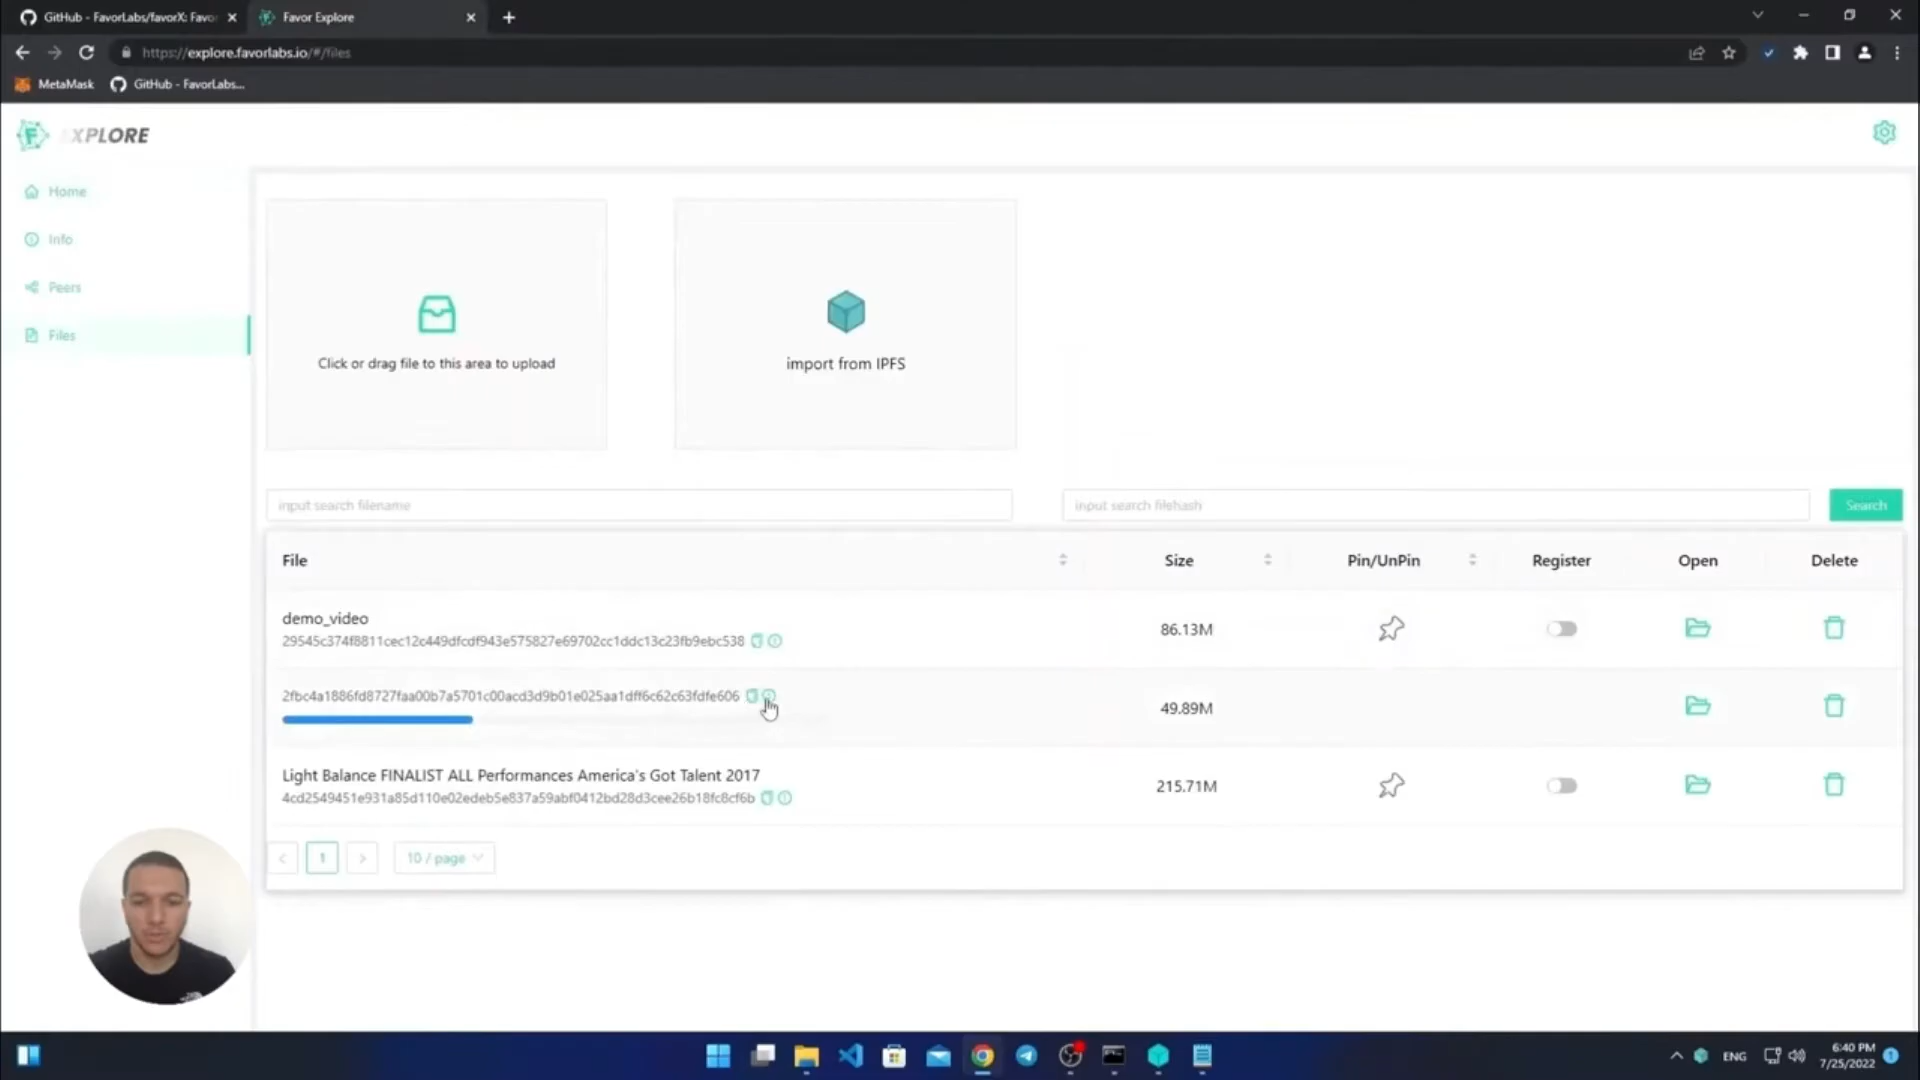 GitHub - FavorLabs/favorX: Favo
Favor Explore
https://explore.favorlabs.io/#/files
MetaMask
GitHub - FavorLabs...
EXPLORE
Home
Info
Peers
Files
Click or drag file to this area to upload
import from IPFS
input search filename
input search filehash
Search
File
Size
Pin/UnPin
Register
Open
Delete
demo_video
29545c374f8811cec12c449dfcdf943e575827e69702cc1ddc13c23fb9ebc538
86.13M
2fbc4a1886fd8727faa00b7a5701c00acd3d9b01e025aa1dff6c62c63fdfe606
49.89M
Light Balance FINALIST ALL Performances America's Got Talent 2017
4cd2549451e931a85d110e02edeb5e837a59abf0412bd28d3cee26b18fc8cf6b
215.71M
1
10 / page
ENG
6:40 PM
7/25/2022
1